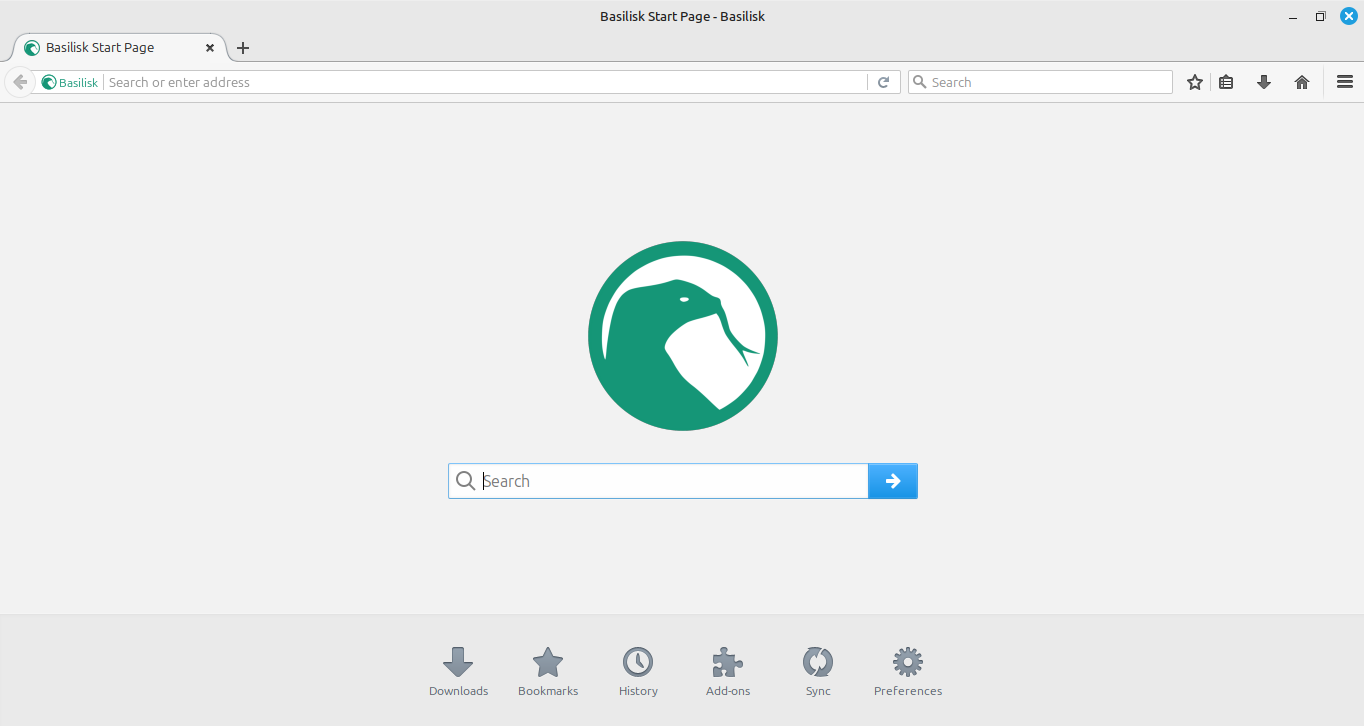 Basilisk Start Page - Basilisk
Basilisk Start Page
Basilisk Search or enter address Search
Search
Downloads Bookmarks History Add-ons Sync Preferences